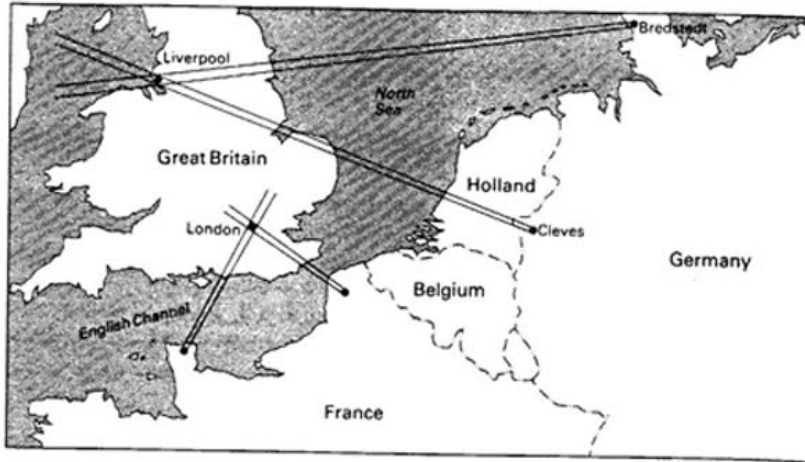 Liverpool
Bredstedt
North
Sea
Great Britain
Holland
London
Cleves
Germany
Belgium
English Channel
France